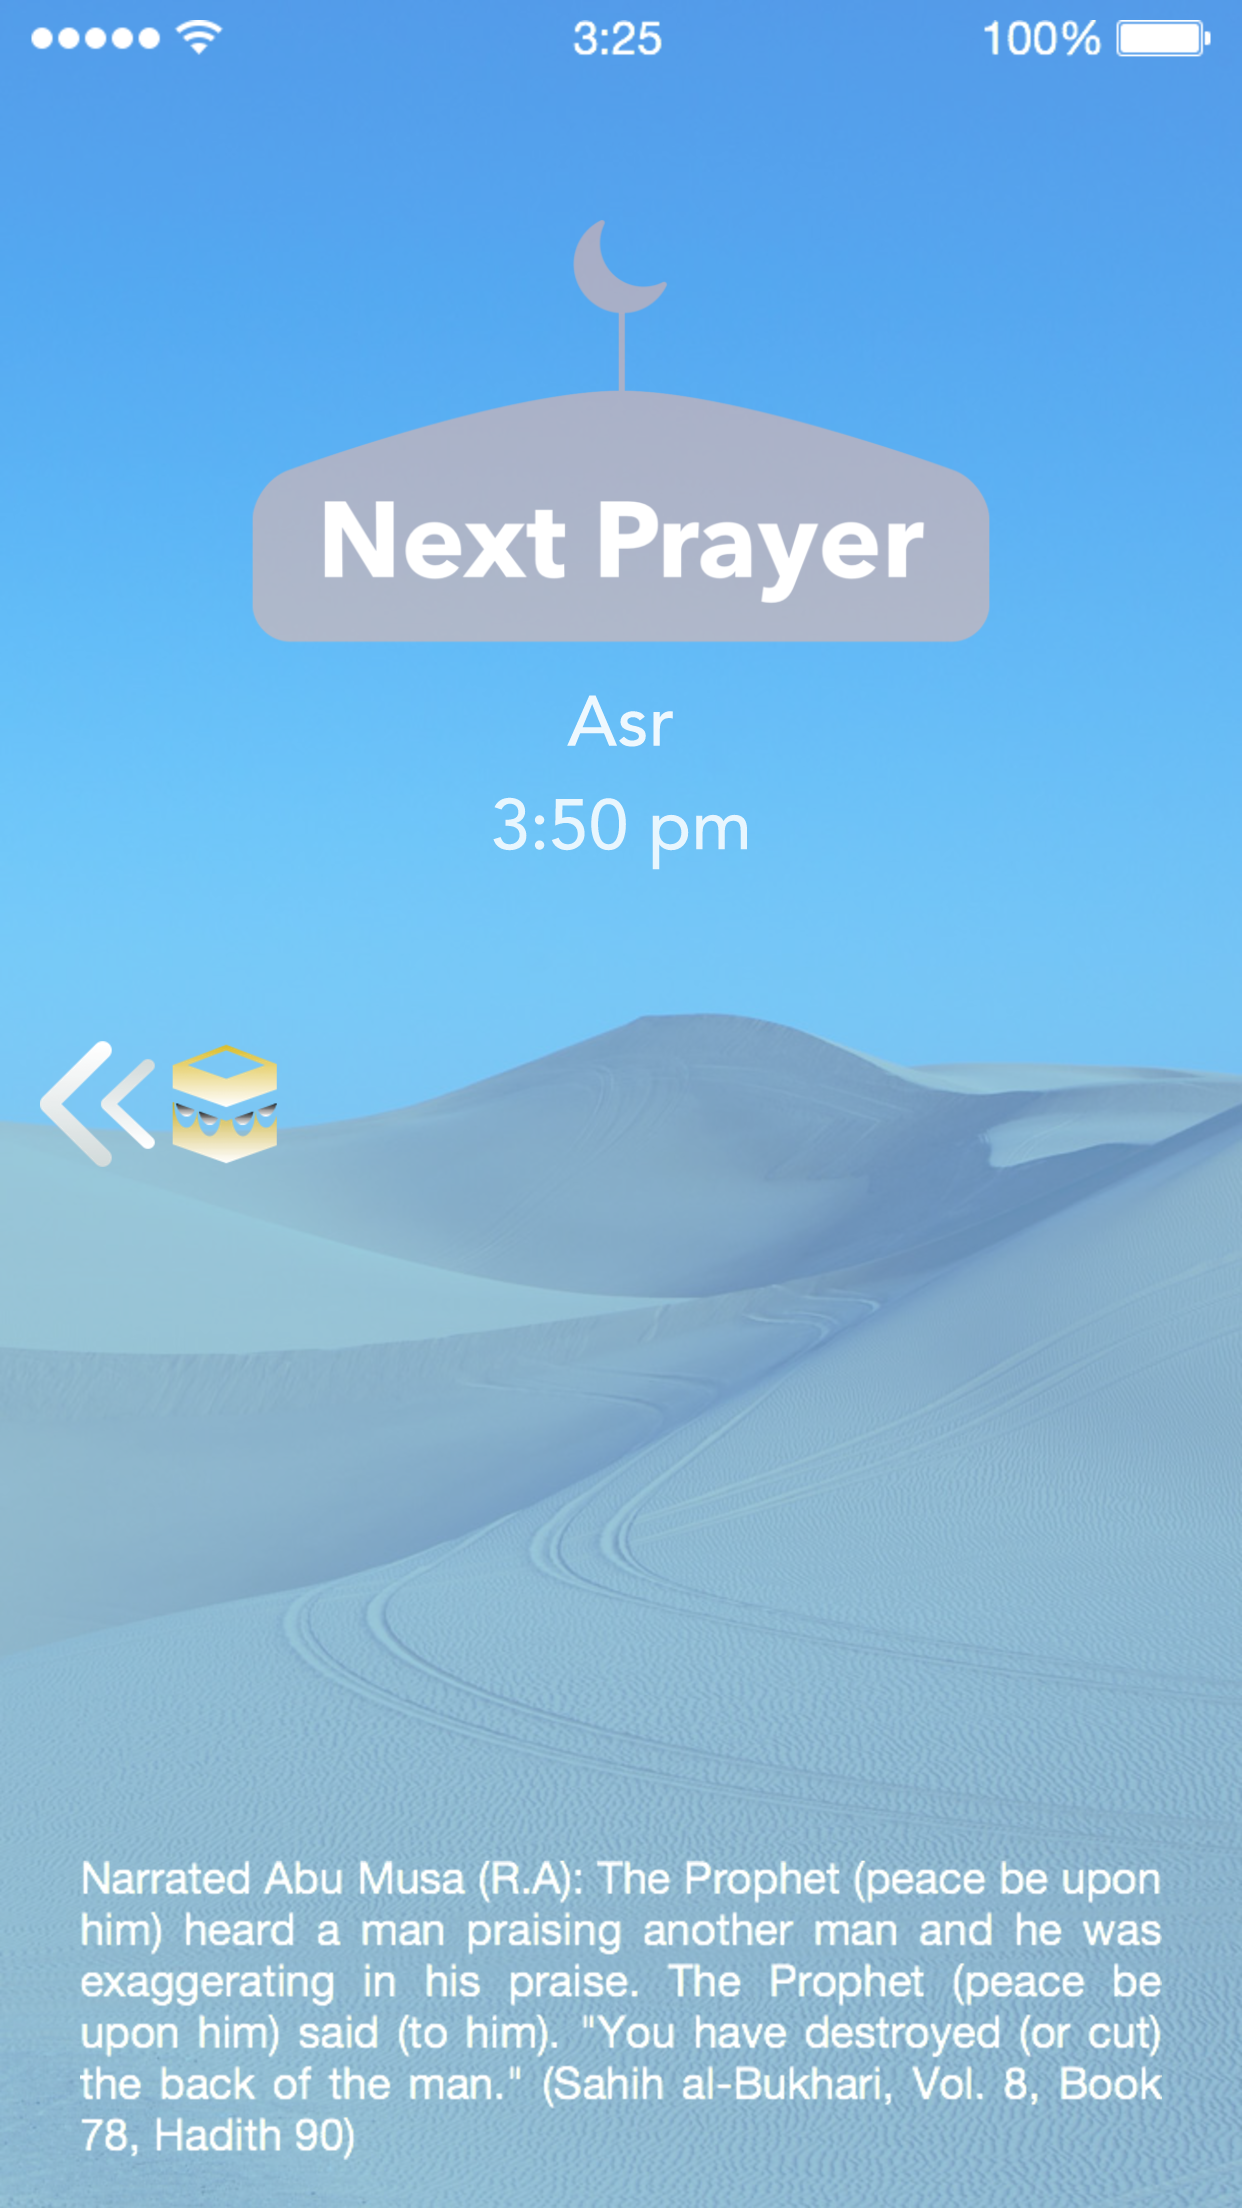 3:25
100%
Next Prayer
Asr
3:50 pm
Narrated Abu Musa (R.A): The Prophet (peace be upon
him) heard a man praising another man and he was
exaggerating in his praise. The Prophet (peace be
upon him) said (to him). "You have destroyed (or cut)
the back of the man." (Sahih al-Bukhari, Vol. 8, Book
78, Hadith 90)